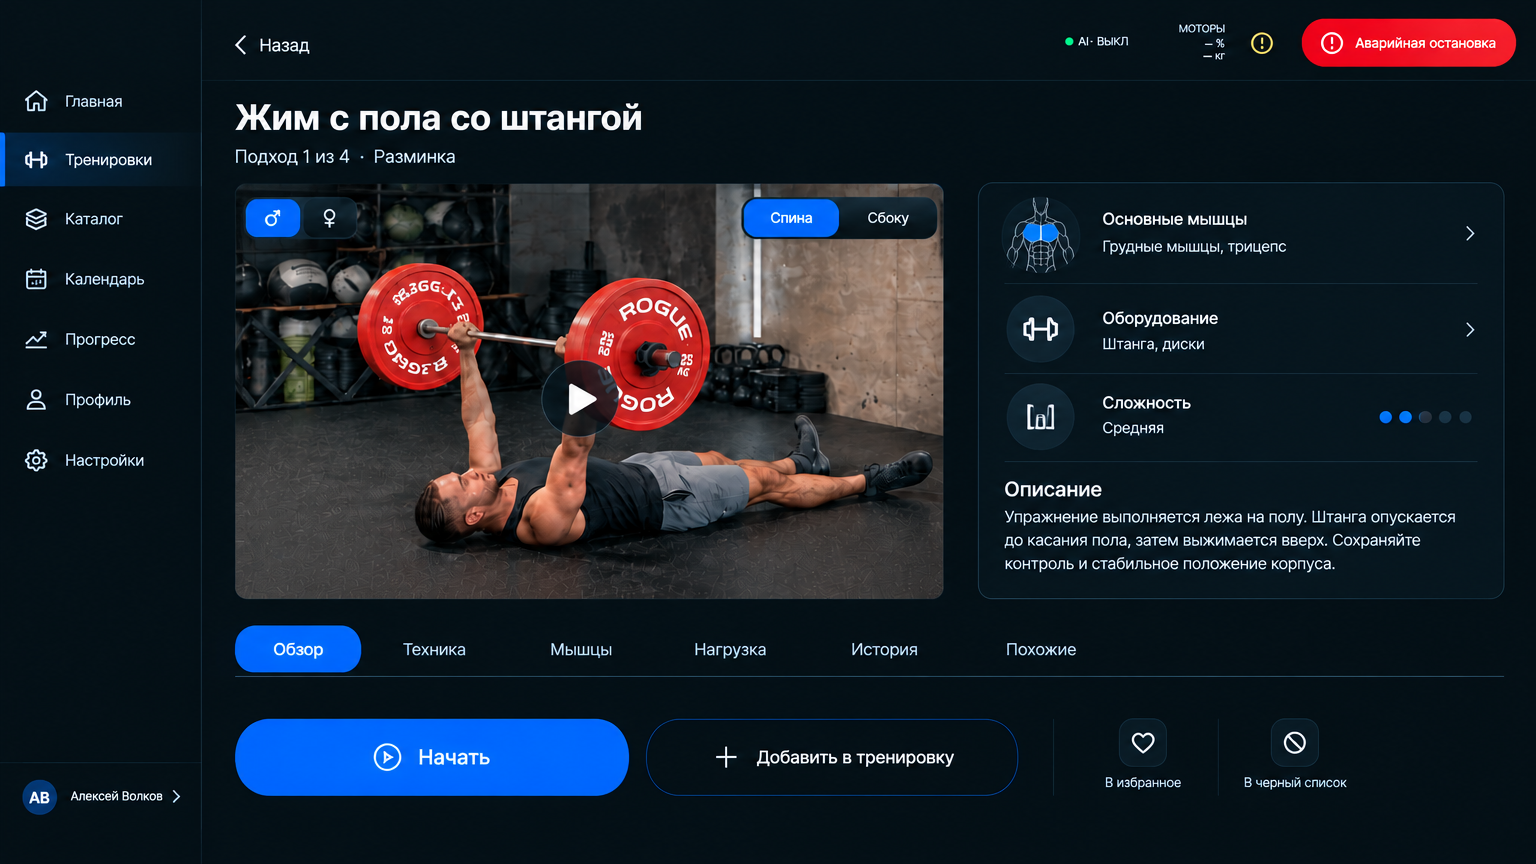 Назад
AI· ВЫКЛ
МОТОРЫ
– %
– кг
Аварийная остановка
Главная
Тренировки
Каталог
Календарь
Прогресс
Профиль
Настройки
АВ
Алексей Волков
Жим с пола со штангой
Подход 1 из 4 · Разминка
Спина
Сбоку
ROGUE
25
KG
ROGUE
Основные мышцы
Грудные мышцы, трицепс
Оборудование
Штанга, диски
Сложность
Средняя
Описание
Упражнение выполняется лежа на полу. Штанга опускается
до касания пола, затем выжимается вверх. Сохраняйте
контроль и стабильное положение корпуса.
Обзор
Техника
Мышцы
Нагрузка
История
Похожие
Начать
Добавить в тренировку
В избранное
В черный список